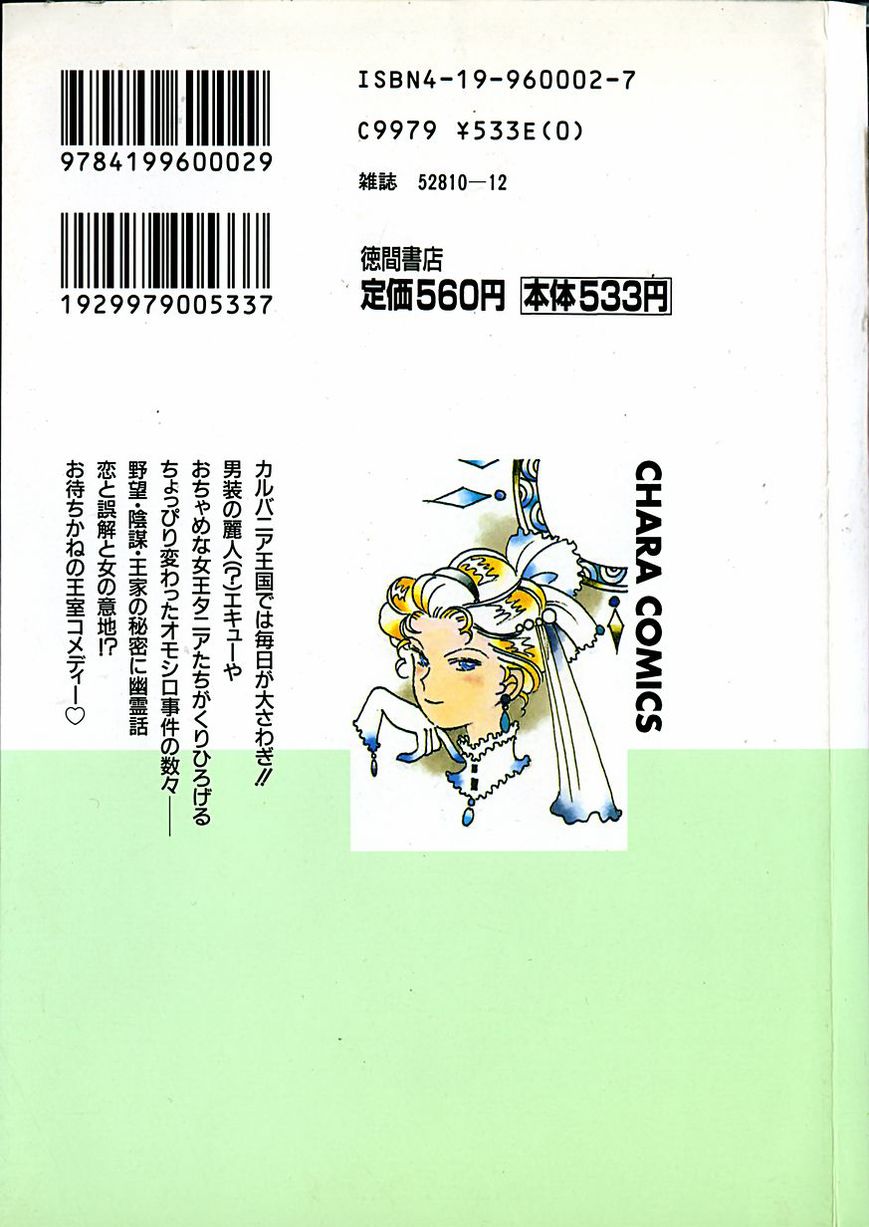 9784199600029
1929979005337
ISBN4-19-960002-7
C9979 ¥533E(0)
雑誌 52810―12
徳間書店
定価560円 本体533円
CHARA COMICS
カルバニア王国では毎日が大さわぎ!!
男装の麗人(?)エキューや
おちゃめな女王タニアたちがくりひろげる
ちょっぴり変わったオモシロ事件の数々――
野望・陰謀・王家の秘密に幽霊話
恋と誤解と女の意地!?
お待ちかねの王室コメディー♡